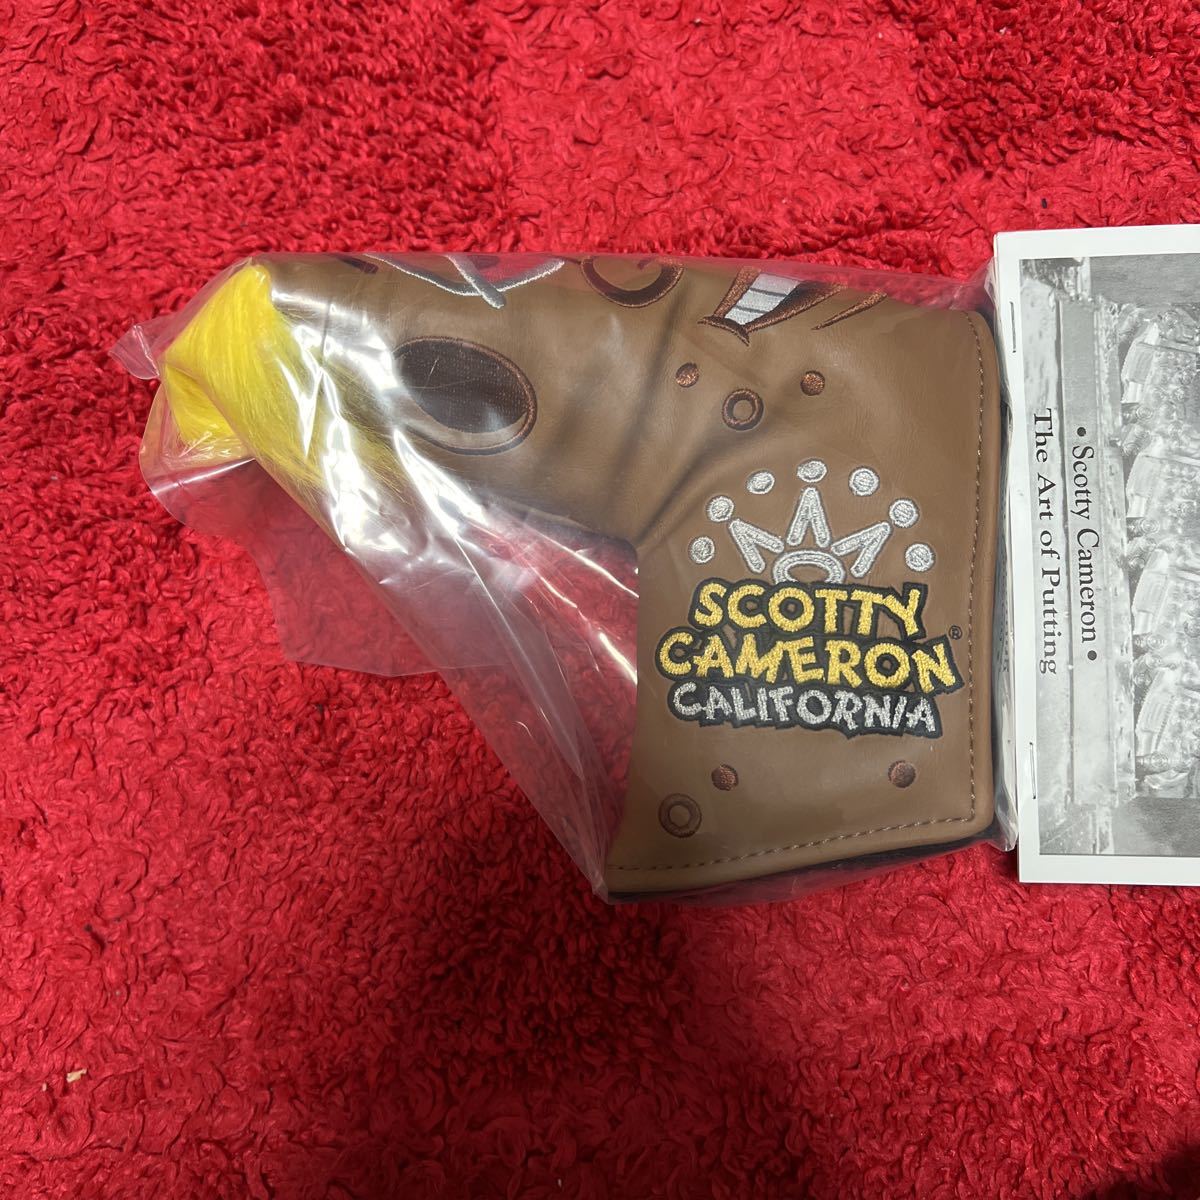 SCOTTY
CAMERON
CALIFORNIA
®
• Scotty Cameron •
The Art of Putting